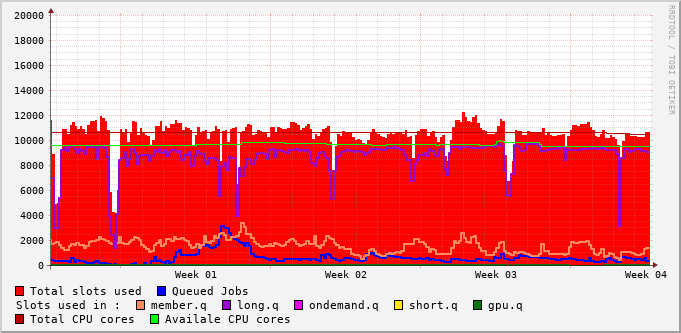 RRDTOOL / TOBI OETIKER
20000
18000
16000
14000
12000
10000
8000
6000
4000
2000
0
Week 01 Week 02 Week 03 Week 04
Total slots used Queued Jobs
Slots used in : member.q long.q ondemand.q short.q gpu.q
Total CPU cores Availale CPU cores